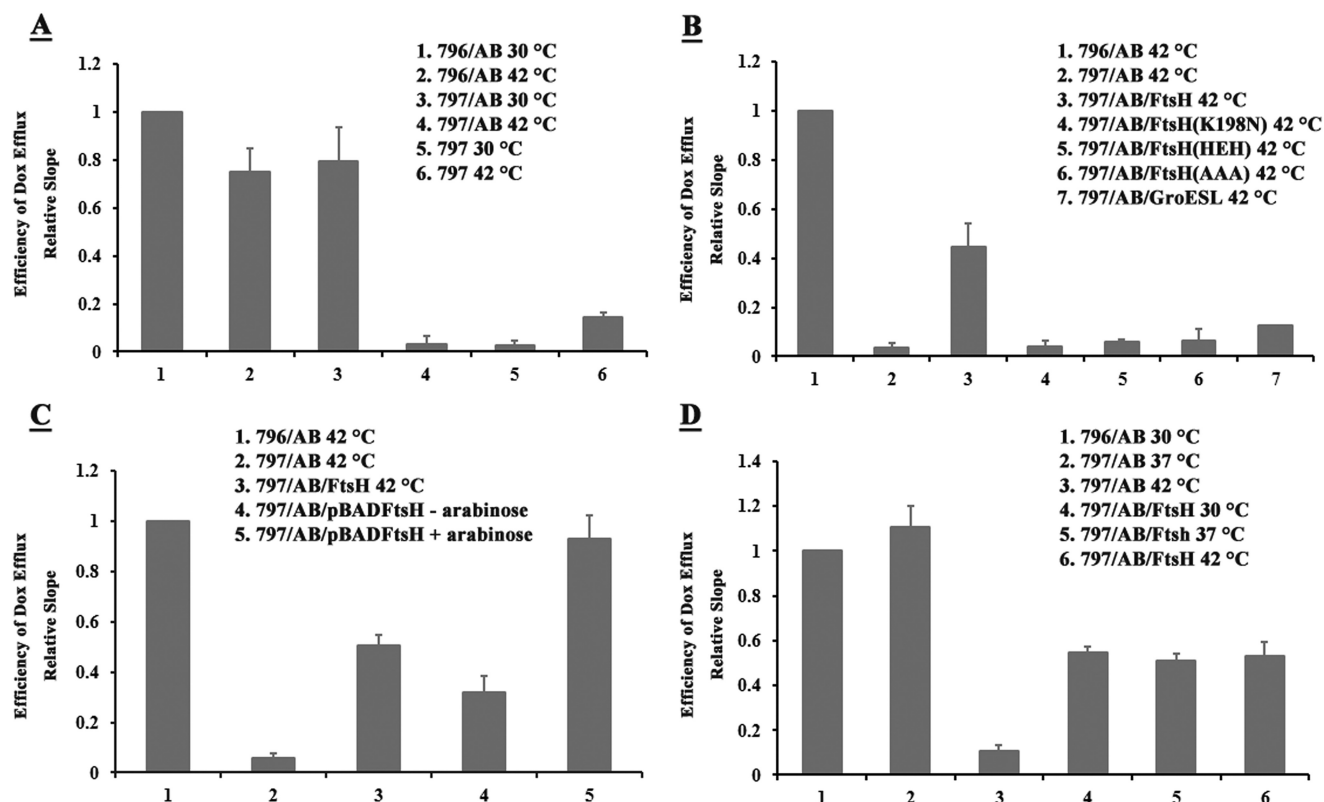 A
1. 796/AB 30 °C
2. 796/AB 42 °C
3. 797/AB 30 °C
4. 797/AB 42 °C
5. 797 30 °C
6. 797 42 °C
Efficiency of Dox Efflux
Relative Slope
1.2
1
0.8
0.6
0.4
0.2
0
1 2 3 4 5 6
B
1. 796/AB 42 °C
2. 797/AB 42 °C
3. 797/AB/FtsH 42 °C
4. 797/AB/FtsH(K198N) 42 °C
5. 797/AB/FtsH(HEH) 42 °C
6. 797/AB/FtsH(AAA) 42 °C
7. 797/AB/GroESL 42 °C
Efficiency of Dox Efflux
Relative Slope
1.2
1
0.8
0.6
0.4
0.2
0
1 2 3 4 5 6 7
C
1. 796/AB 42 °C
2. 797/AB 42 °C
3. 797/AB/FtsH 42 °C
4. 797/AB/pBADFtsH - arabinose
5. 797/AB/pBADFtsH + arabinose
Efficiency of Dox Efflux
Relative Slope
1.2
1
0.8
0.6
0.4
0.2
0
1 2 3 4 5
D
1. 796/AB 30 °C
2. 797/AB 37 °C
3. 797/AB 42 °C
4. 797/AB/FtsH 30 °C
5. 797/AB/Ftsh 37 °C
6. 797/AB/FtsH 42 °C
Efficiency of Dox Efflux
Relative Slope
1.4
1.2
1
0.8
0.6
0.4
0.2
0
1 2 3 4 5 6